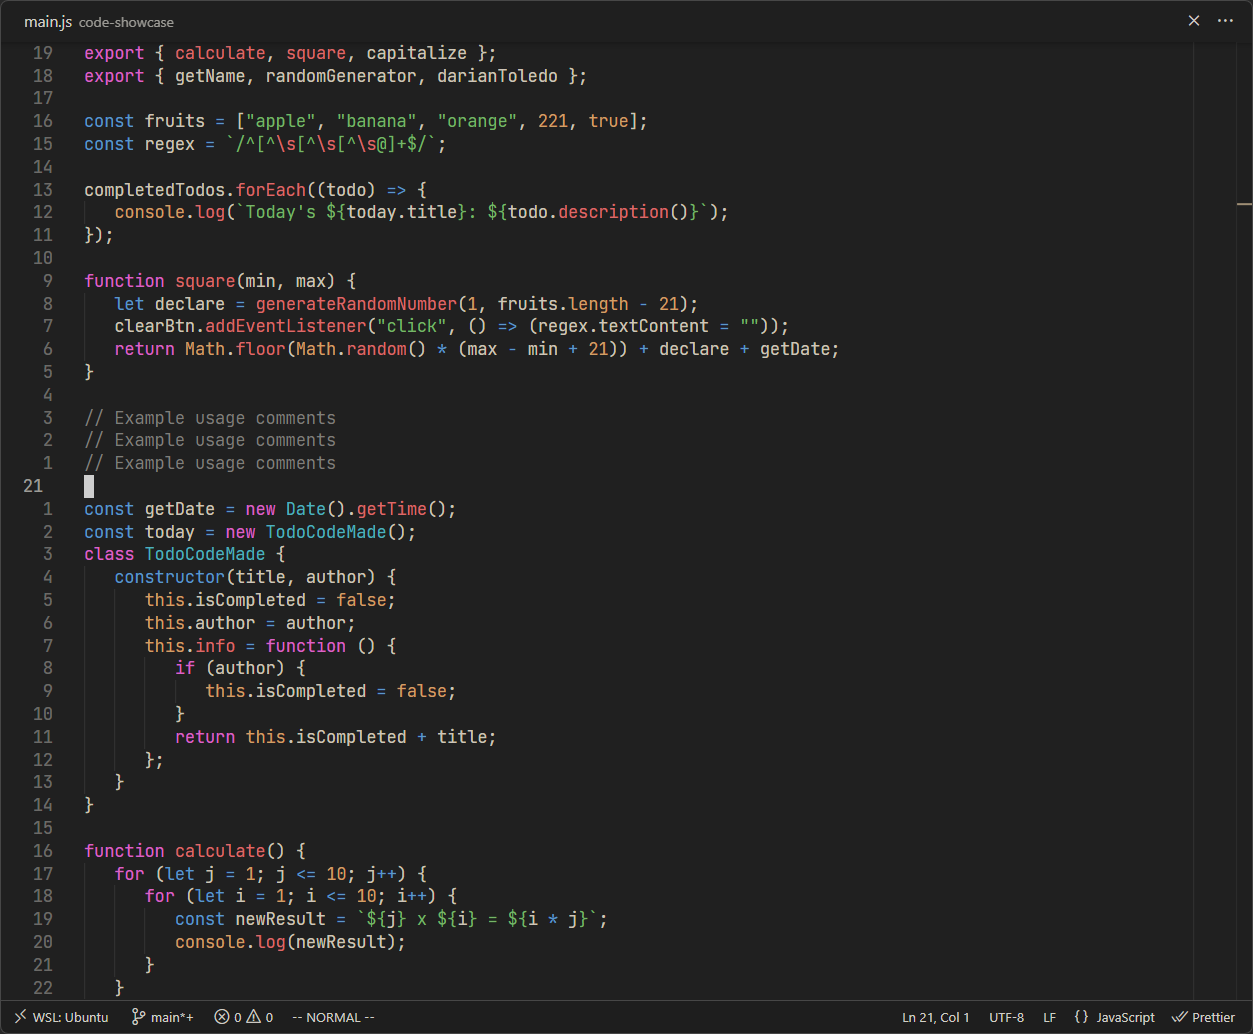 main.js code-showcase
19 export { calculate, square, capitalize };
18 export { getName, randomGenerator, darianToledo };
17
16 const fruits = ["apple", "banana", "orange", 221, true];
15 const regex = `/^[^\s[^\s[^\s@]+$/`;
14
13 completedTodos.forEach((todo) => {
12    console.log(`Today's ${today.title}: ${todo.description()}`);
11 });
10
9 function square(min, max) {
8    let declare = generateRandomNumber(1, fruits.length - 21);
7    clearBtn.addEventListener("click", () => (regex.textContent = ""));
6    return Math.floor(Math.random() * (max - min + 21)) + declare + getDate;
5 }
4
3 // Example usage comments
2 // Example usage comments
1 // Example usage comments
21
1 const getDate = new Date().getTime();
2 const today = new TodoCodeMade();
3 class TodoCodeMade {
4    constructor(title, author) {
5       this.isCompleted = false;
6       this.author = author;
7       this.info = function () {
8          if (author) {
9             this.isCompleted = false;
10          }
11          return this.isCompleted + title;
12       };
13    }
14 }
15
16 function calculate() {
17    for (let j = 1; j <= 10; j++) {
18       for (let i = 1; i <= 10; i++) {
19          const newResult = `${j} x ${i} = ${i * j}`;
20          console.log(newResult);
21       }
22    }
WSL: Ubuntu main*+ 0 0 -- NORMAL -- Ln 21, Col 1 UTF-8 LF {} JavaScript Prettier